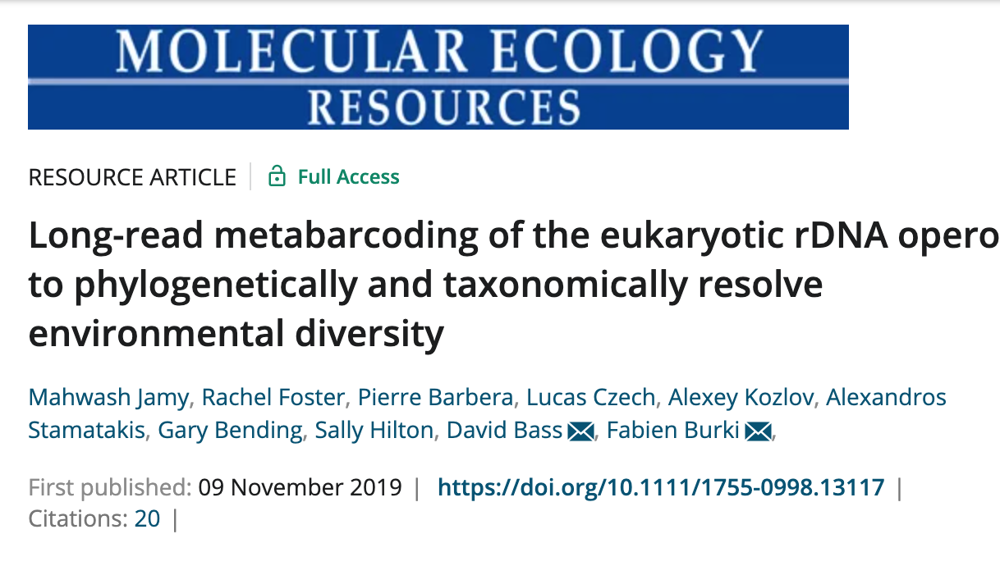 MOLECULAR ECOLOGY
RESOURCES
RESOURCE ARTICLE | Full Access
Long-read metabarcoding of the eukaryotic rDNA opero
to phylogenetically and taxonomically resolve
environmental diversity
Mahwash Jamy, Rachel Foster, Pierre Barbera, Lucas Czech, Alexey Kozlov, Alexandros
Stamatakis, Gary Bending, Sally Hilton, David Bass, Fabien Burki,
First published: 09 November 2019 | https://doi.org/10.1111/1755-0998.13117 |
Citations: 20 |